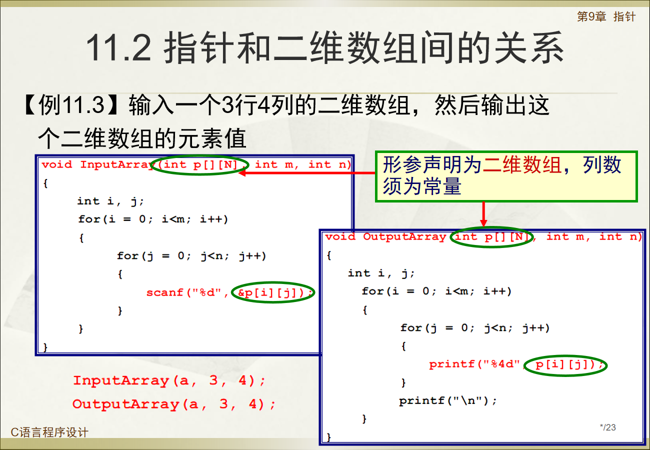 第9章 指针
11.2 指针和二维数组间的关系
【例11.3】输入一个3行4列的二维数组，然后输出这
个二维数组的元素值
void InputArray(int p[][N], int m, int n)
{
int i, j;
for(i = 0; i<m; i++)
{
for(j = 0; j<n; j++)
{
scanf("%d", &p[i][j]);
}
}
}
形参声明为二维数组，列数
须为常量
void OutputArray(int p[][N], int m, int n)
{
int i, j;
for(i = 0; i<m; i++)
{
for(j = 0; j<n; j++)
{
printf("%4d", p[i][j]);
}
printf("\n");
}
}
InputArray(a, 3, 4);
OutputArray(a, 3, 4);
C语言程序设计
*/23